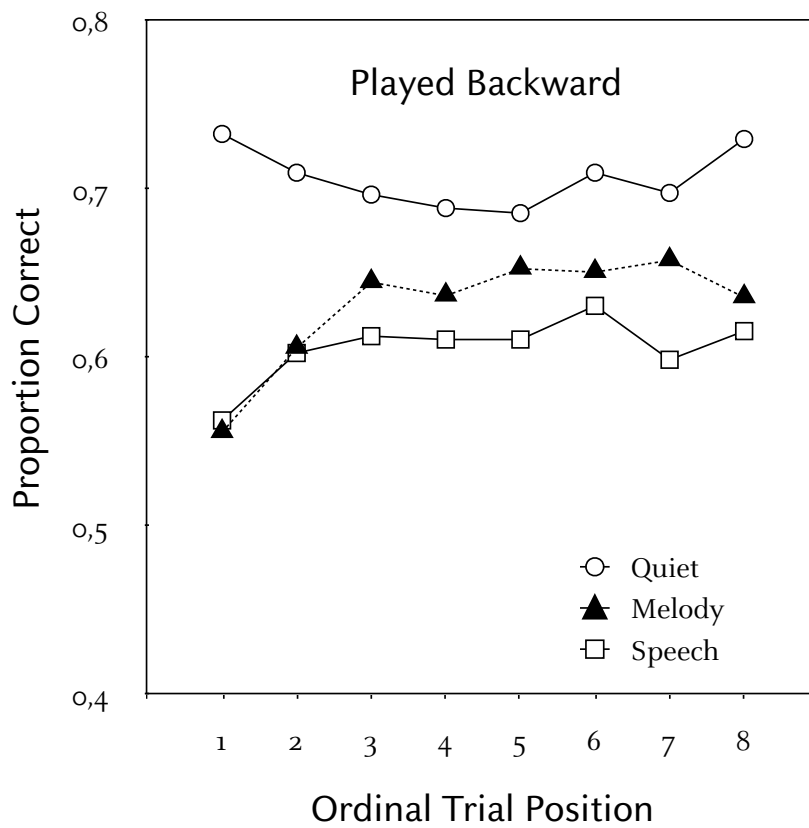 0,8
Played Backward
0,7
0,6
0,5
0,4
Proportion Correct
Quiet
Melody
Speech
1 2 3 4 5 6 7 8
Ordinal Trial Position